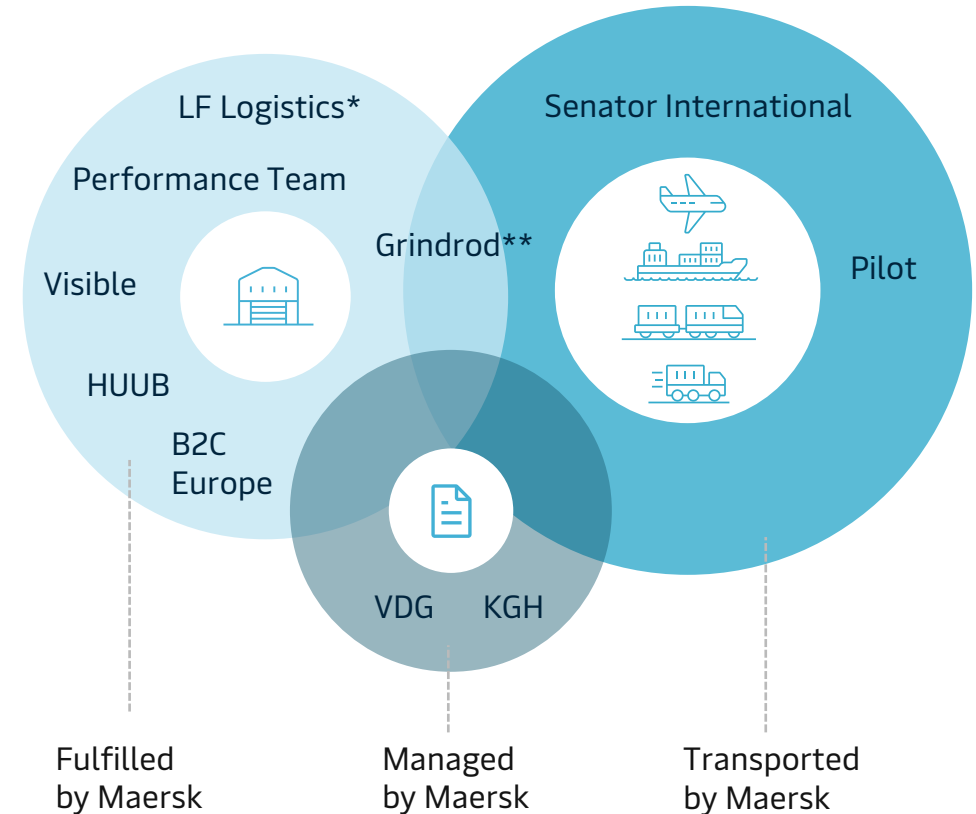 LF Logistics*
Senator International
Performance Team
Grindrod**
Visible
Pilot
HUUB
B2C
Europe
VDG
KGH
Fulfilled
by Maersk
Managed
by Maersk
Transported
by Maersk